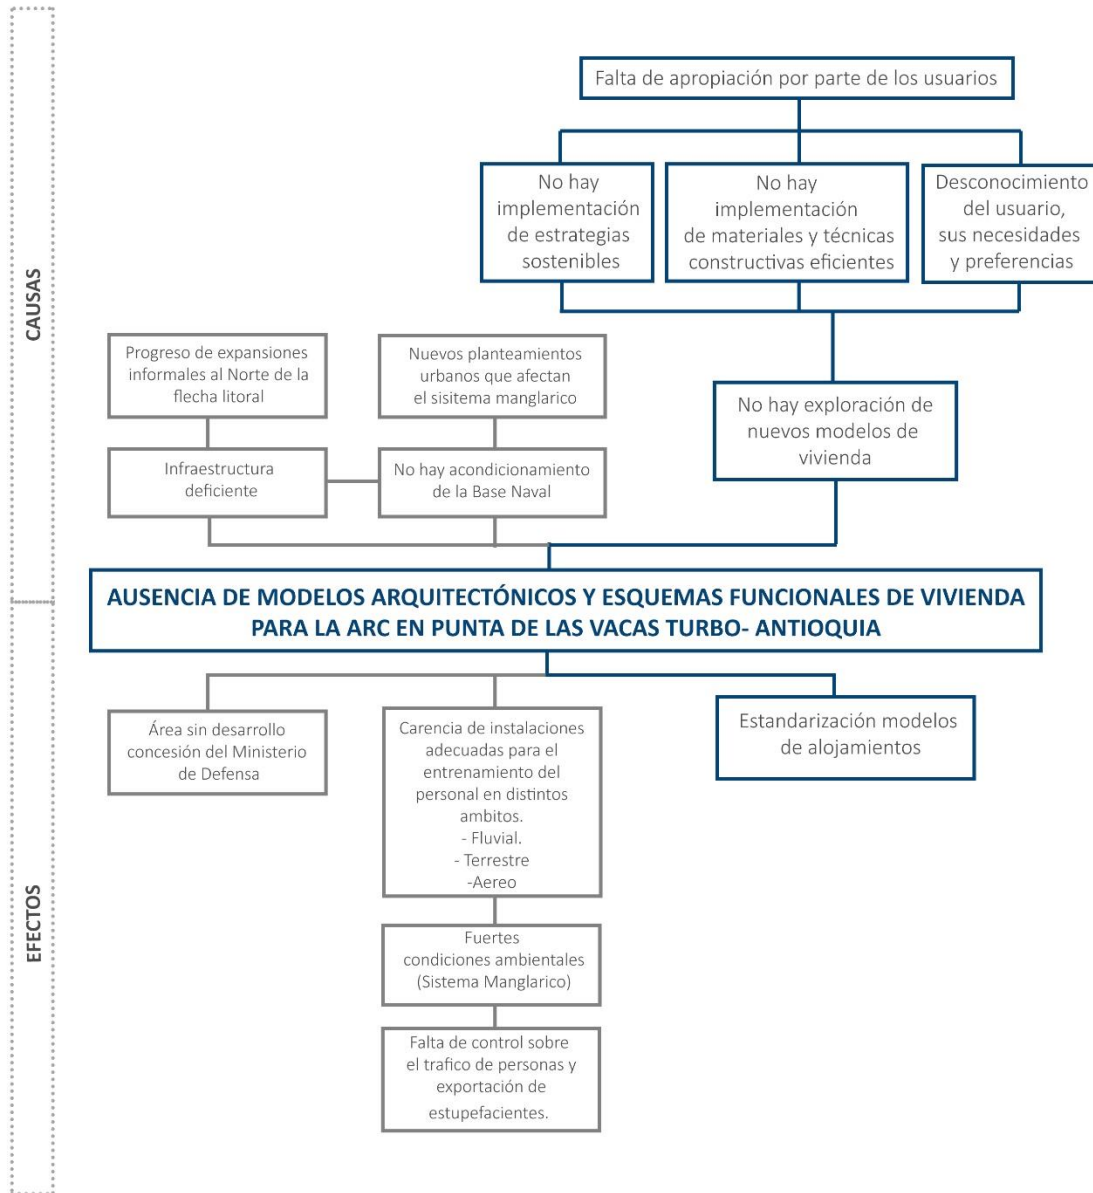 CAUSAS
Falta de apropiación por parte de los usuarios
No hay
implementación
de estrategias
sostenibles
No hay
implementación
de materiales y técnicas
constructivas eficientes
Desconocimiento
del usuario,
sus necesidades
y preferencias
Progreso de expansiones
informales al Norte de la
flecha litoral
Nuevos planteamientos
urbanos que afectan
el sisitema manglarico
No hay exploración de
nuevos modelos de
vivienda
Infraestructura
deficiente
No hay acondicionamiento
de la Base Naval
AUSENCIA DE MODELOS ARQUITECTÓNICOS Y ESQUEMAS FUNCIONALES DE VIVIENDA
PARA LA ARC EN PUNTA DE LAS VACAS TURBO- ANTIOQUIA
EFECTOS
Área sin desarrollo
concesión del Ministerio
de Defensa
Carencia de instalaciones
adecuadas para el
entrenamiento del
personal en distintos
ambitos.
- Fluvial.
- Terrestre
-Aereo
Estandarización modelos
de alojamientos
Fuertes
condiciones ambientales
(Sistema Manglarico)
Falta de control sobre
el trafico de personas y
exportación de
estupefacientes.